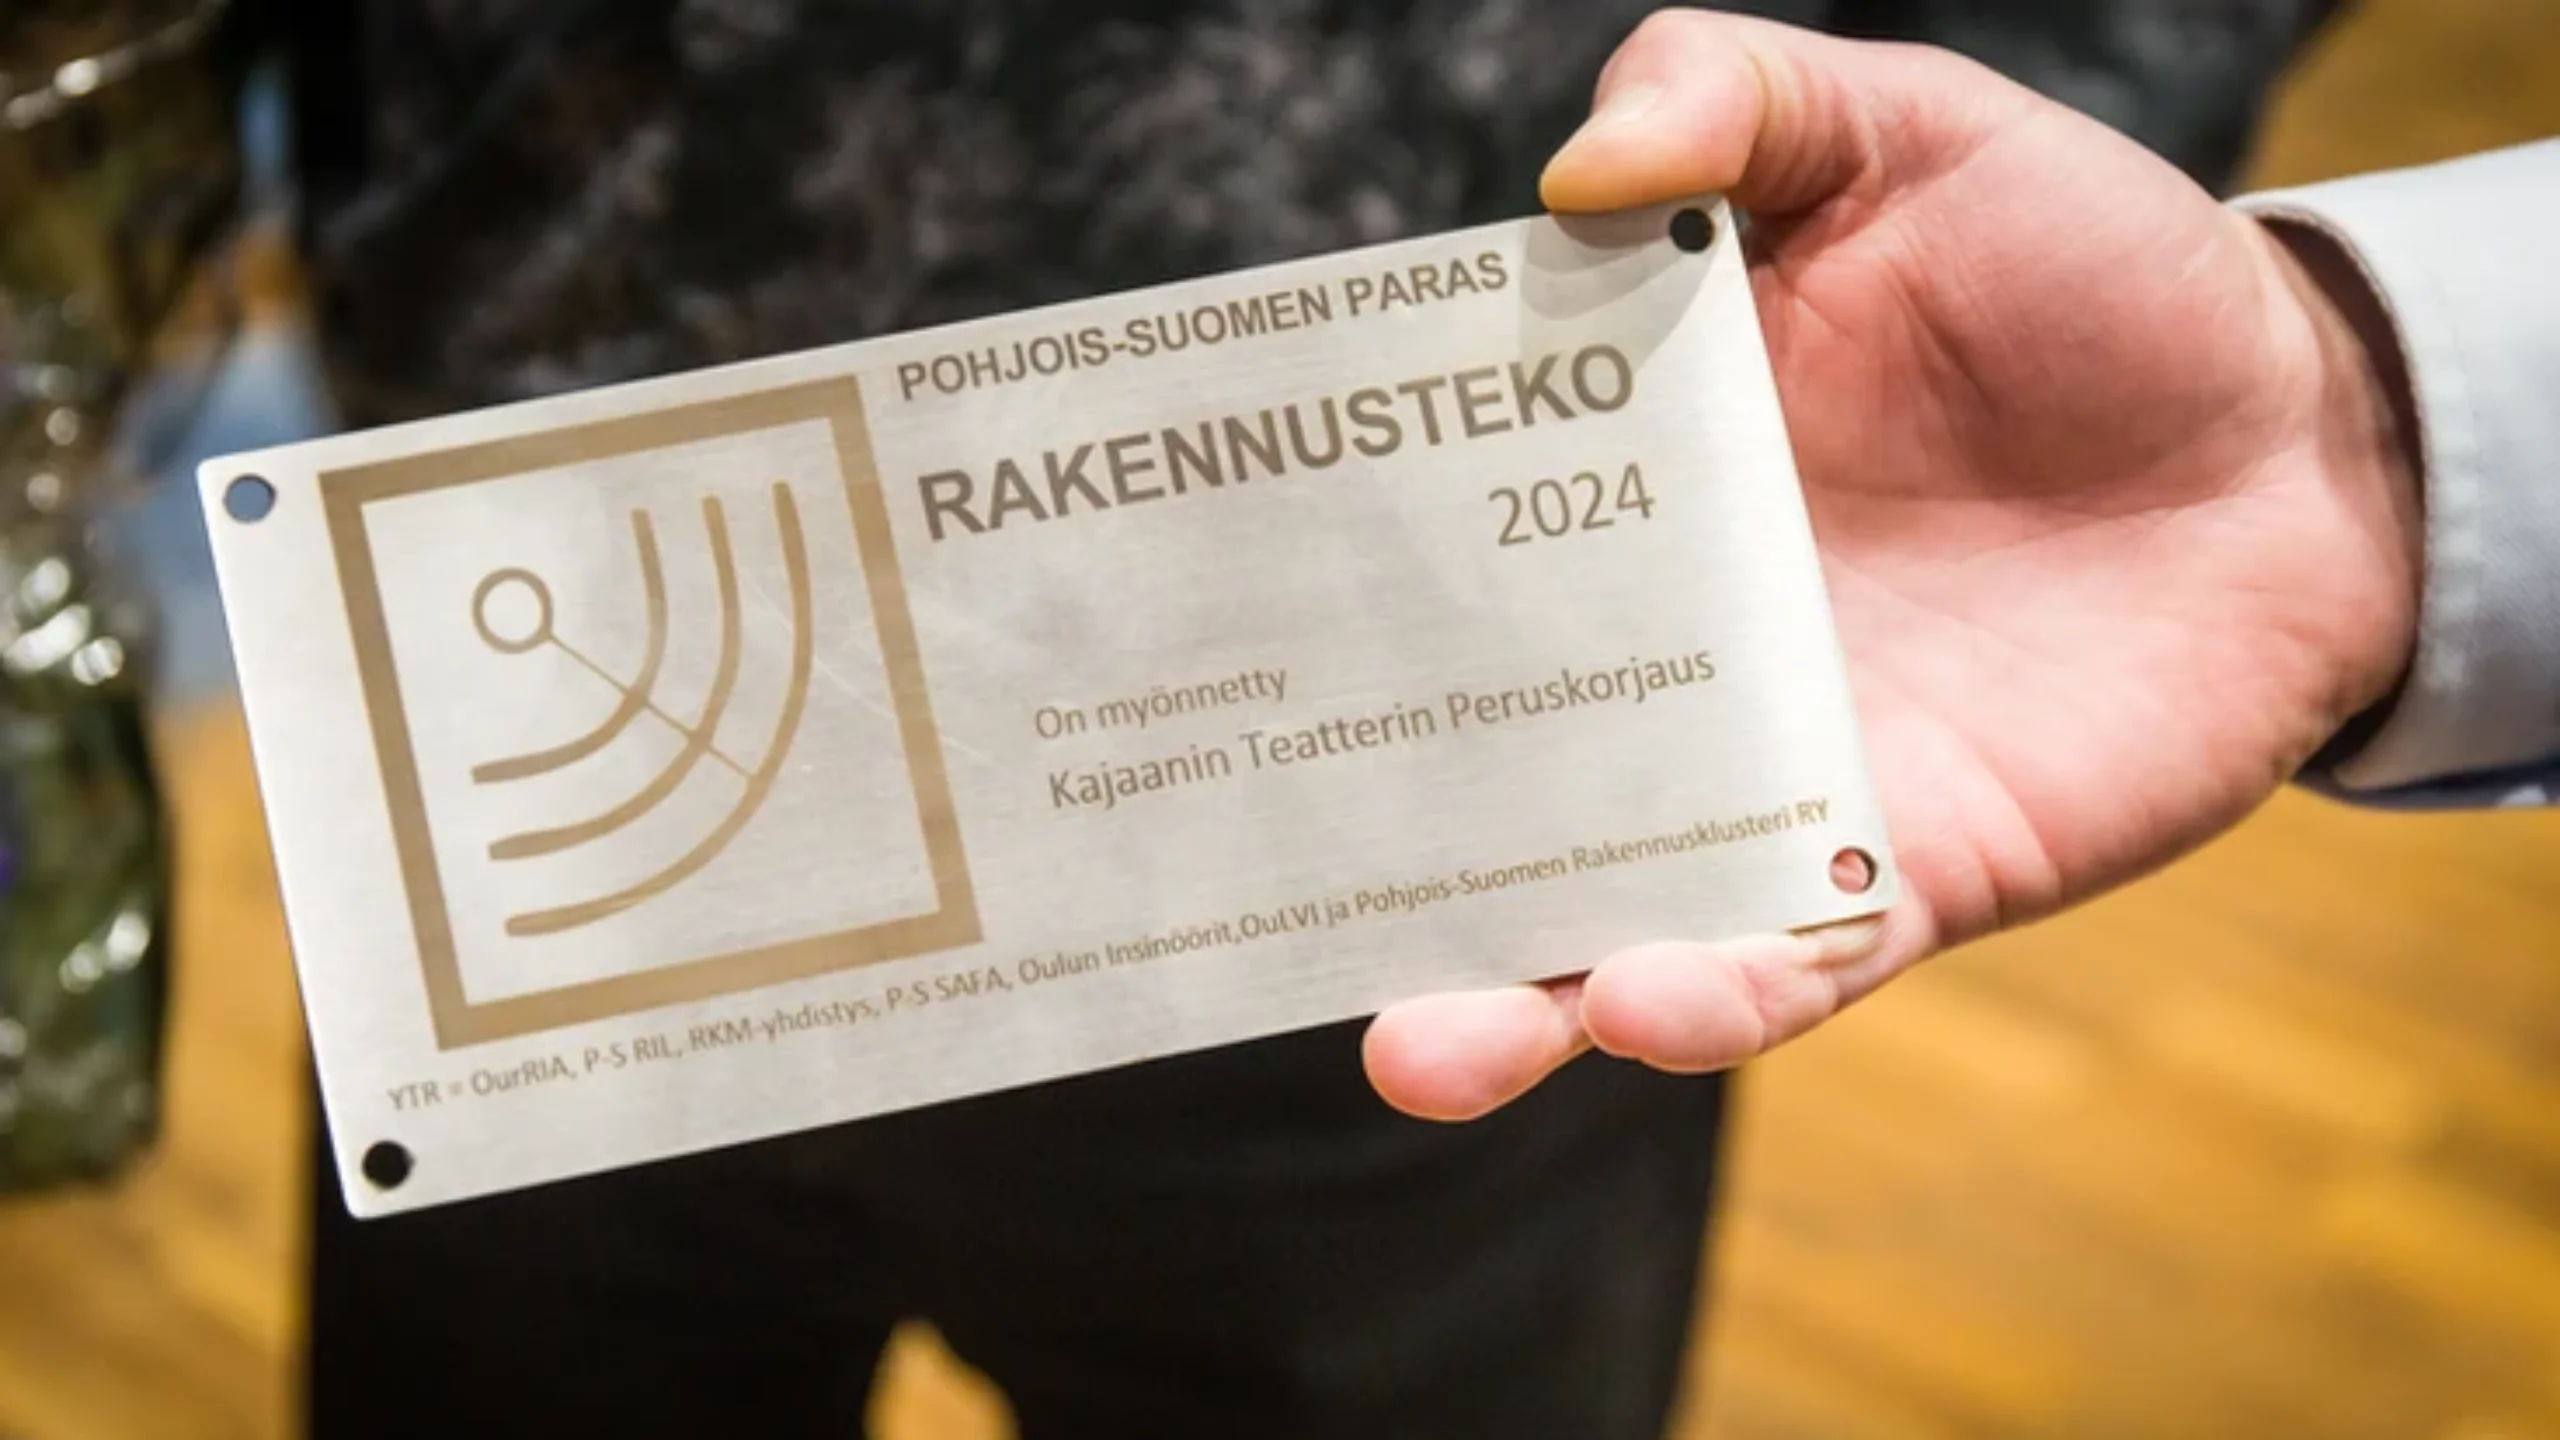 POHJOIS-SUOMEN PARAS
RAKENNUSTEKO
2024
On myönnetty
Kajaanin Teatterin Peruskorjaus
YTR = OurRIA, P-S RIL, RKM-yhdistys, P-S SAFA, Oulun Insinöörit,OuLVI ja Pohjois-Suomen Rakennusklusteri RY